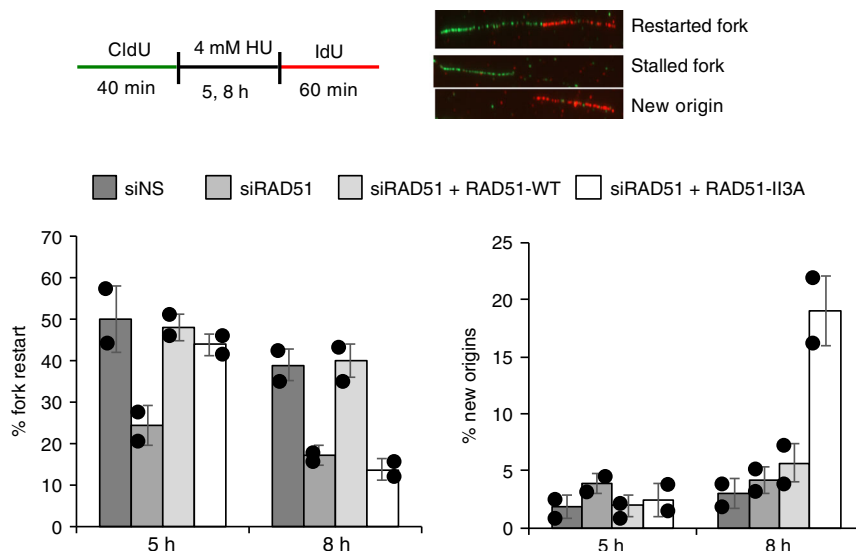 CldU 4 mM HU IdU
40 min 5, 8 h 60 min
Restarted fork
Stalled fork
New origin
siNS siRAD51 siRAD51 + RAD51-WT siRAD51 + RAD51-II3A
% fork restart
70
60
50
40
30
20
10
0
5 h 8 h
% new origins
25
20
15
10
5
0
5 h 8 h